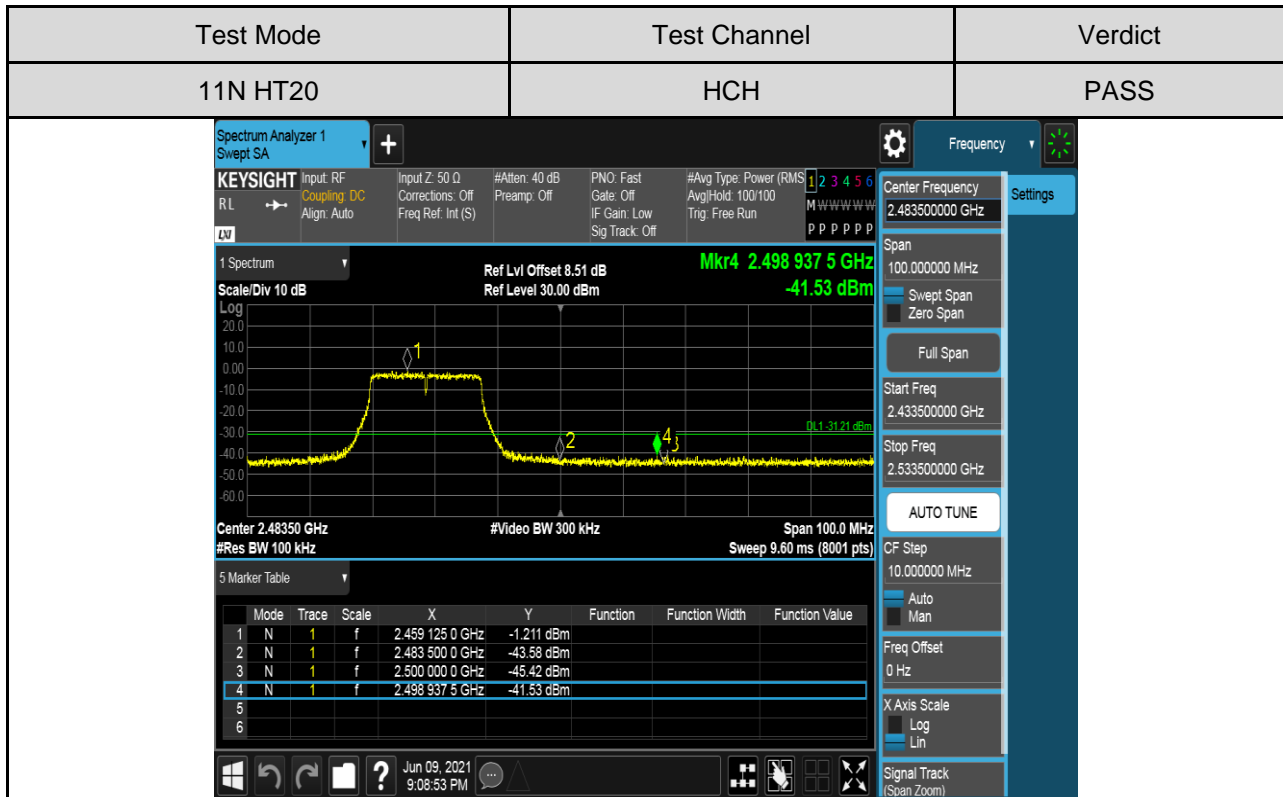 Test Mode Test Channel Verdict
11N HT20 HCH PASS
Spectrum Analyzer 1
Swept SA
+
Frequency
KEYSIGHT Input: RF Input Z: 50 Ω #Atten: 40 dB PNO: Fast #Avg Type: Power (RMS 1 2 3 4 5 6
RL Coupling: DC Corrections: Off Preamp: Off Gate: Off Avg|Hold: 100/100 M W W W W W
Align: Auto Freq Ref: Int (S) IF Gain: Low Trig: Free Run
LXI Sig Track: Off P P P P P P
1 Spectrum Ref Lvl Offset 8.51 dB Mkr4 2.498 937 5 GHz
Scale/Div 10 dB Ref Level 30.00 dBm -41.53 dBm
Log
20.0
10.0
0.00
-10.0
-20.0
-30.0
-40.0
-50.0
-60.0
1
DL1 -31.21 dBm
2
4
3
Center 2.48350 GHz #Video BW 300 kHz Span 100.0 MHz
#Res BW 100 kHz Sweep 9.60 ms (8001 pts)
5 Marker Table
Mode Trace Scale X Y Function Function Width Function Value
1 N 1 f 2.459 125 0 GHz -1.211 dBm
2 N 1 f 2.483 500 0 GHz -43.58 dBm
3 N 1 f 2.500 000 0 GHz -45.42 dBm
4 N 1 f 2.498 937 5 GHz -41.53 dBm
5
6
?
Jun 09, 2021
9:08:53 PM
Center Frequency
2.483500000 GHz
Settings
Span
100.000000 MHz
Swept Span
Zero Span
Full Span
Start Freq
2.433500000 GHz
Stop Freq
2.533500000 GHz
AUTO TUNE
CF Step
10.000000 MHz
Auto
Man
Freq Offset
0 Hz
X Axis Scale
Log
Lin
Signal Track
(Span Zoom)